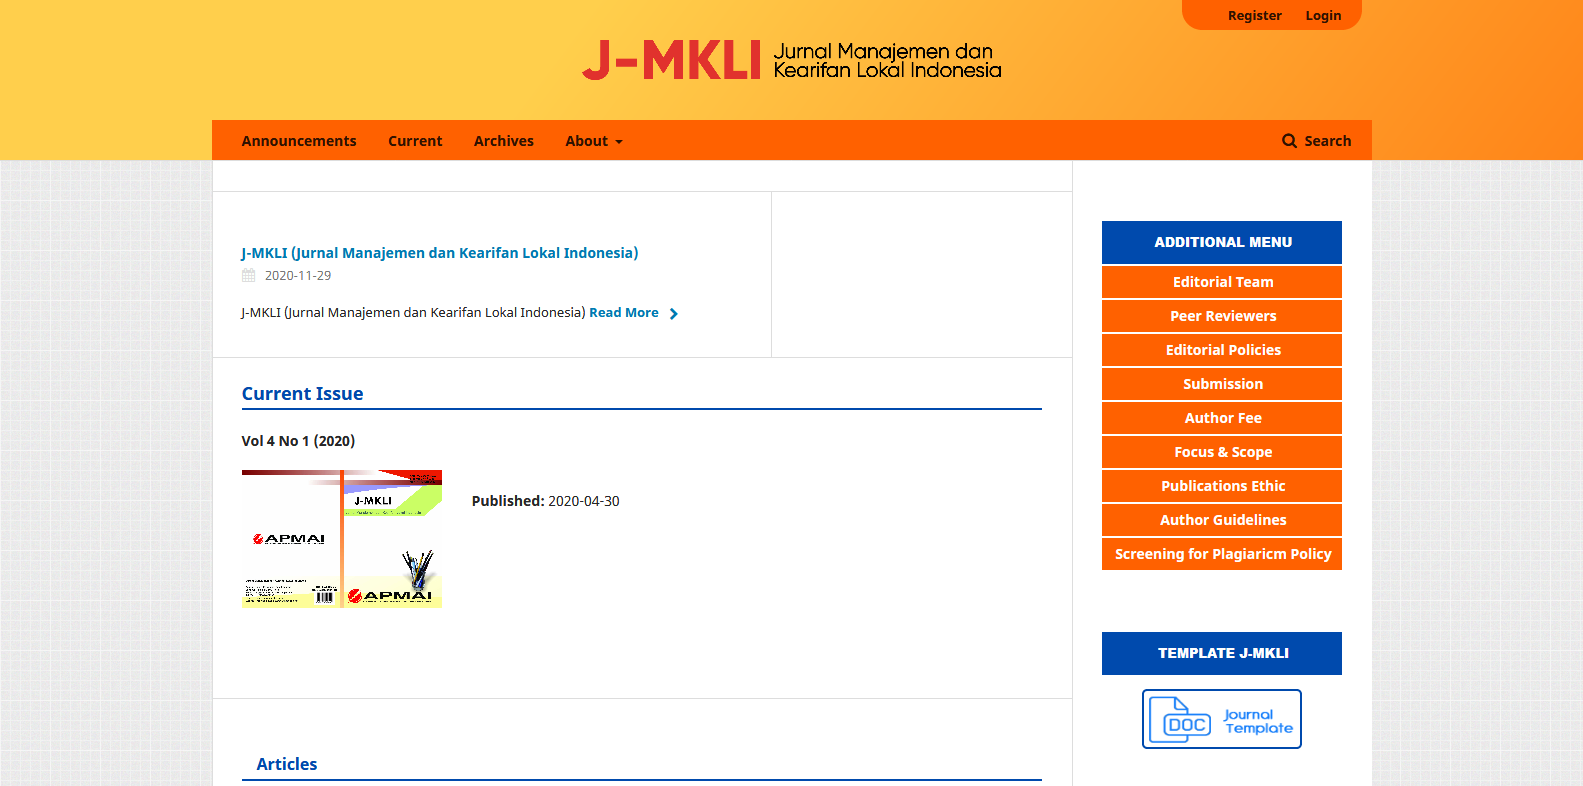 Register Login
J-MKLI Jurnal Manajemen dan
Kearifan Lokal Indonesia
Announcements Current Archives About Search
J-MKLI (Jurnal Manajemen dan Kearifan Lokal Indonesia)
2020-11-29
J-MKLI (Jurnal Manajemen dan Kearifan Lokal Indonesia) Read More
Current Issue
Vol 4 No 1 (2020)
J-MKLI
APMAI
APMAI
Published: 2020-04-30
Articles
ADDITIONAL MENU
Editorial Team
Peer Reviewers
Editorial Policies
Submission
Author Fee
Focus & Scope
Publications Ethic
Author Guidelines
Screening for Plagiaricm Policy
TEMPLATE J-MKLI
DOC
Journal
Template